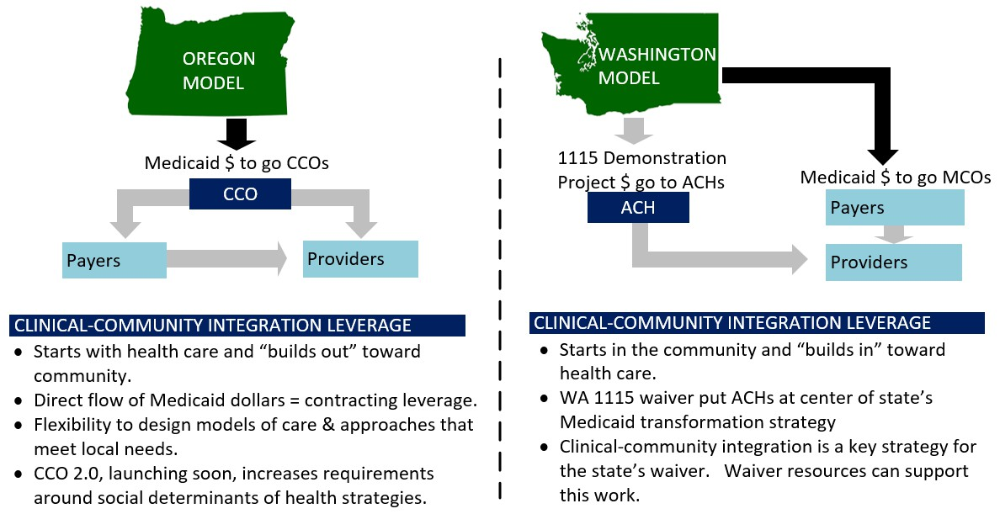 OREGON
MODEL
Medicaid $ to go CCOs
CCO
Payers
Providers
CLINICAL-COMMUNITY INTEGRATION LEVERAGE
• Starts with health care and “builds out” toward
community.
• Direct flow of Medicaid dollars = contracting leverage.
• Flexibility to design models of care & approaches that
meet local needs.
• CCO 2.0, launching soon, increases requirements
around social determinants of health strategies.
WASHINGTON
MODEL
1115 Demonstration
Project $ go to ACHs
ACH
Medicaid $ to go MCOs
Payers
Providers
CLINICAL-COMMUNITY INTEGRATION LEVERAGE
• Starts in the community and “builds in” toward
health care.
• WA 1115 waiver put ACHs at center of state’s
Medicaid transformation strategy
• Clinical-community integration is a key strategy for
the state’s waiver.   Waiver resources can support
this work.